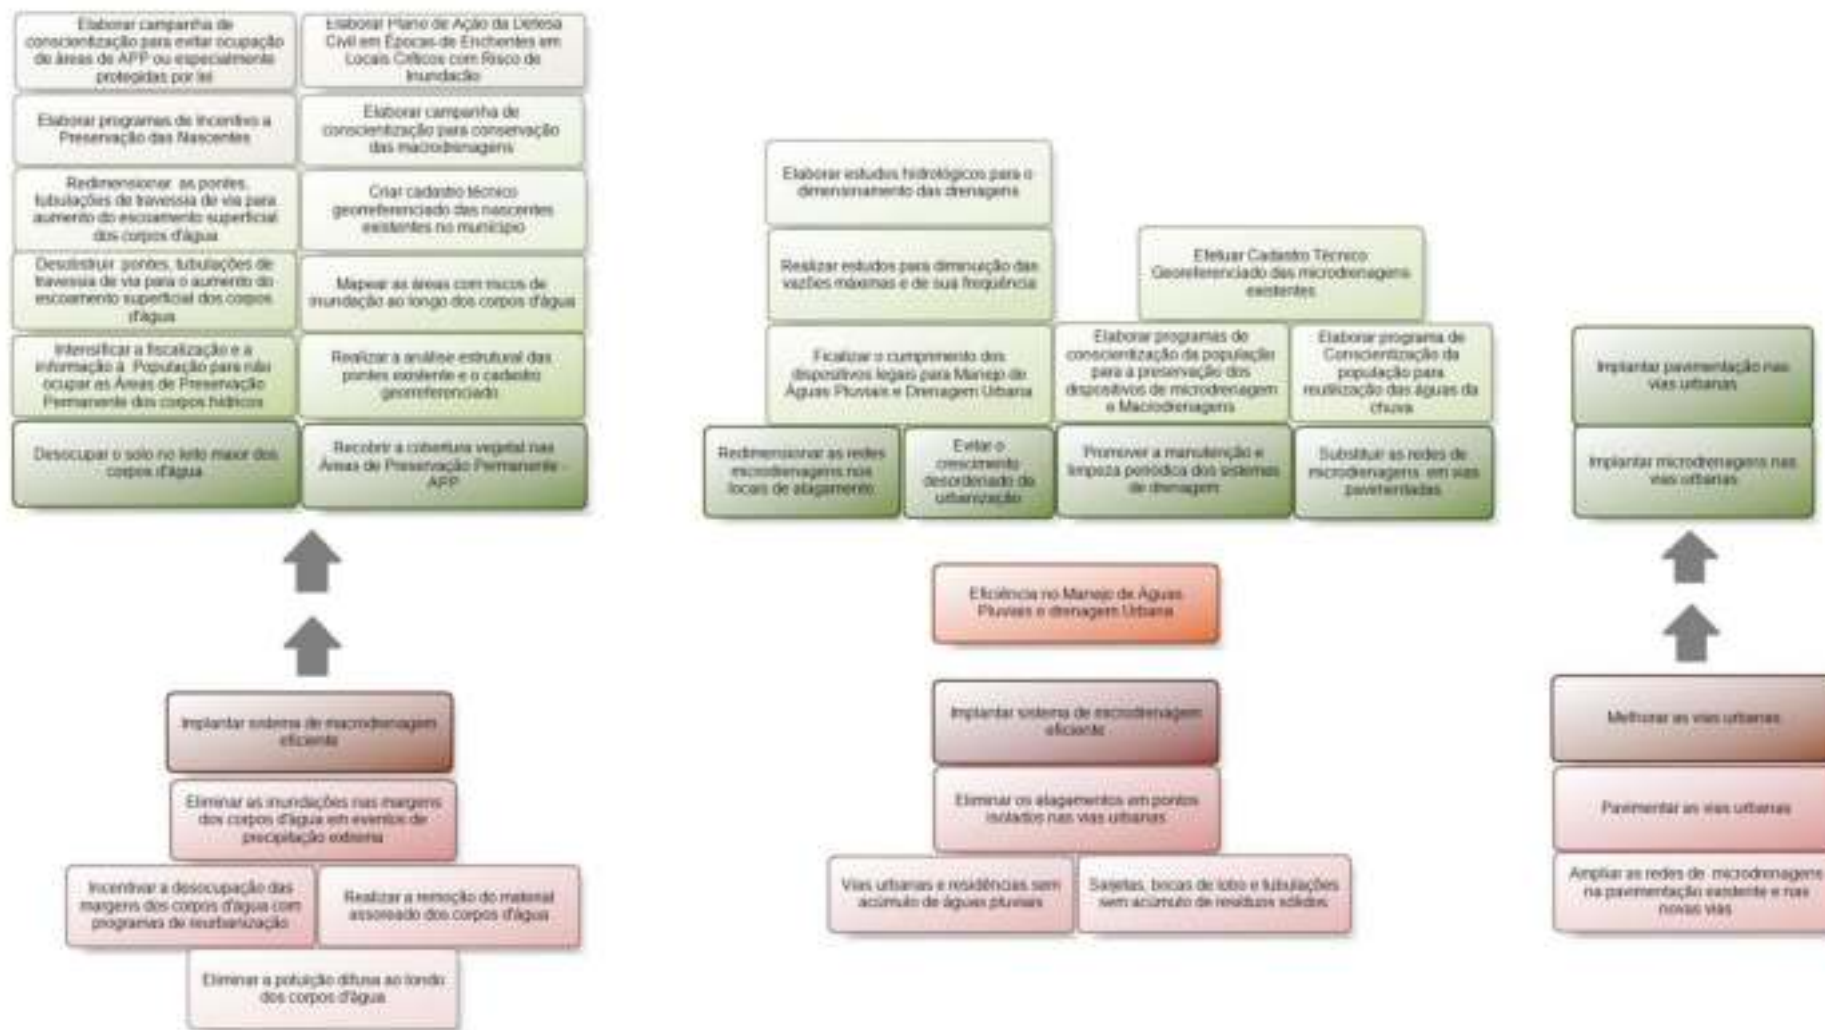 Elaborar campanha de
conscientização para evitar ocupação
de áreas de APP ou especialmente
protegidas por lei
Elaborar Plano de Ação da Defesa
Civil em Épocas de Enchentes em
Locais Críticos com Risco de
Inundação
Elaborar programas de Incentivo a
Preservação das Nascentes
Elaborar campanha de
conscientização para conservação
das macrodrenagens
Redimensionar as pontes,
tubulações de travessia de via para
aumento do escoamento superficial
dos corpos d'água
Criar cadastro técnico
georreferenciado das nascentes
existentes no município
Desobstruir pontes, tubulações de
travessia de via para o aumento do
escoamento superficial dos corpos
d'água
Mapear as áreas com riscos de
inundação ao longo dos corpos d'água
Intensificar a fiscalização e a
informação à População para não
ocupar as Áreas de Preservação
Permanente dos corpos hídricos
Realizar a análise estrutural das
pontes existente e o cadastro
georreferenciado
Desocupar o solo no leito maior dos
corpos d'água
Recobrir a cobertura vegetal nas
Áreas de Preservação Permanente -
APP
Implantar sistema de macrodrenagem
eficiente
Eliminar as inundações nas margens
dos corpos d'água em eventos de
precipitação extrema
Incentivar a desocupação das
margens dos corpos d'água com
programas de reurbanização
Realizar a remoção do material
assoreado dos corpos d'água
Eliminar a poluição difusa ao londo
dos corpos d'água
Elaborar estudos hidrológicos para o
dimensionamento das drenagens
Realizar estudos para diminuição das
vazões máximas e de sua freqüência
Efetuar Cadastro Técnico
Georeferenciado das microdrenagens
existentes
Ficalizar o cumprimento dos
dispositivos legais para Manejo de
Águas Pluviais e Drenagem Urbana
Elaborar programas de
conscientização da população
para a preservação dos
dispositivos de microdrenagem
e Macrodrenagens
Elaborar programa de
Conscientização da
população para
reutilização das águas da
chuva
Redimensionar as redes
microdrenagens nos
locais de alagamento
Evitar o
crescimento
desordenado da
urbanização
Promover a manutenção e
limpeza periódica dos sistemas
de drenagem
Substituir as redes de
microdrenagens em vias
pavimentadas
Eficiência no Manejo de Águas
Pluviais e drenagem Urbana
Implantar sistema de microdrenagem
eficiente
Eliminar os alagamentos em pontos
isolados nas vias urbanas
Vias urbanas e residências sem
acúmulo de águas pluviais
Sarjetas, bocas de lobo e tubulações
sem acúmulo de resíduos sólidos
Implantar pavimentação nas
vias urbanas
Implantar microdrenagens nas
vias urbanas
Melhorar as vias urbanas
Pavimentar as vias urbanas
Ampliar as redes de microdrenagens
na pavimentação existente e nas
novas vias